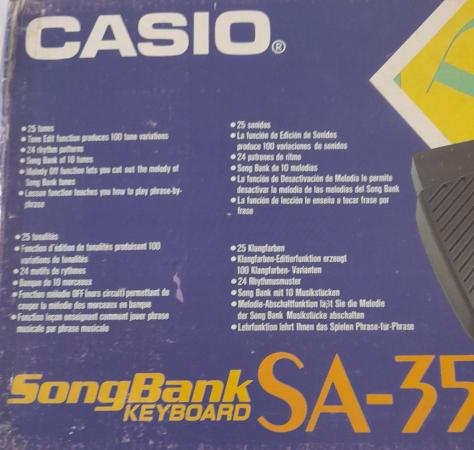 CASIO®
• 25 tones
• Tone Edit function produces 100 tone variations
• 24 rhythm patterns
• Song Bank of 10 tunes
• Melody Off function lets you cut out the melody of
Song Bank tunes
• Lesson function teaches you how to play phrase-by-
phrase
• 25 sonidos
• La función de Edición de Sonidos
produce 100 variaciones de sonidos
• 24 patrones de ritmo
• Song Bank de 10 melodías
• La función de Desactivación de Melodía le permite
desactivar la melodía de las melodías del Song Bank
• La función de lección le enseña a tocar frase por
frase
• 25 tonalités
• Fonction d'édition de tonalités produisant 100
variations de tonalités
• 24 motifs de rythmes
• Banque de 10 morceaux
• Fonction mélodie OFF (hors circuit) permettant de
couper la mélodie des morceaux en banque
• Fonction leçon enseignant comment jouer phrase
musicale par phrase musicale
• 25 Klangfarben
• Klangfarben-Editierfunktion erzeugt
100 Klangfarben- Varianten
• 24 Rhythmusmuster
• Song Bank mit 10 Musikstücken
• Melodie-Abschaltfunktion läßt Sie die Melodie
der Song Bank Musikstücke abschalten
• Lehrfunktion lehrt Ihnen das Spielen Phrase-für-Phrase
SongBank
KEYBOARD
SA-35